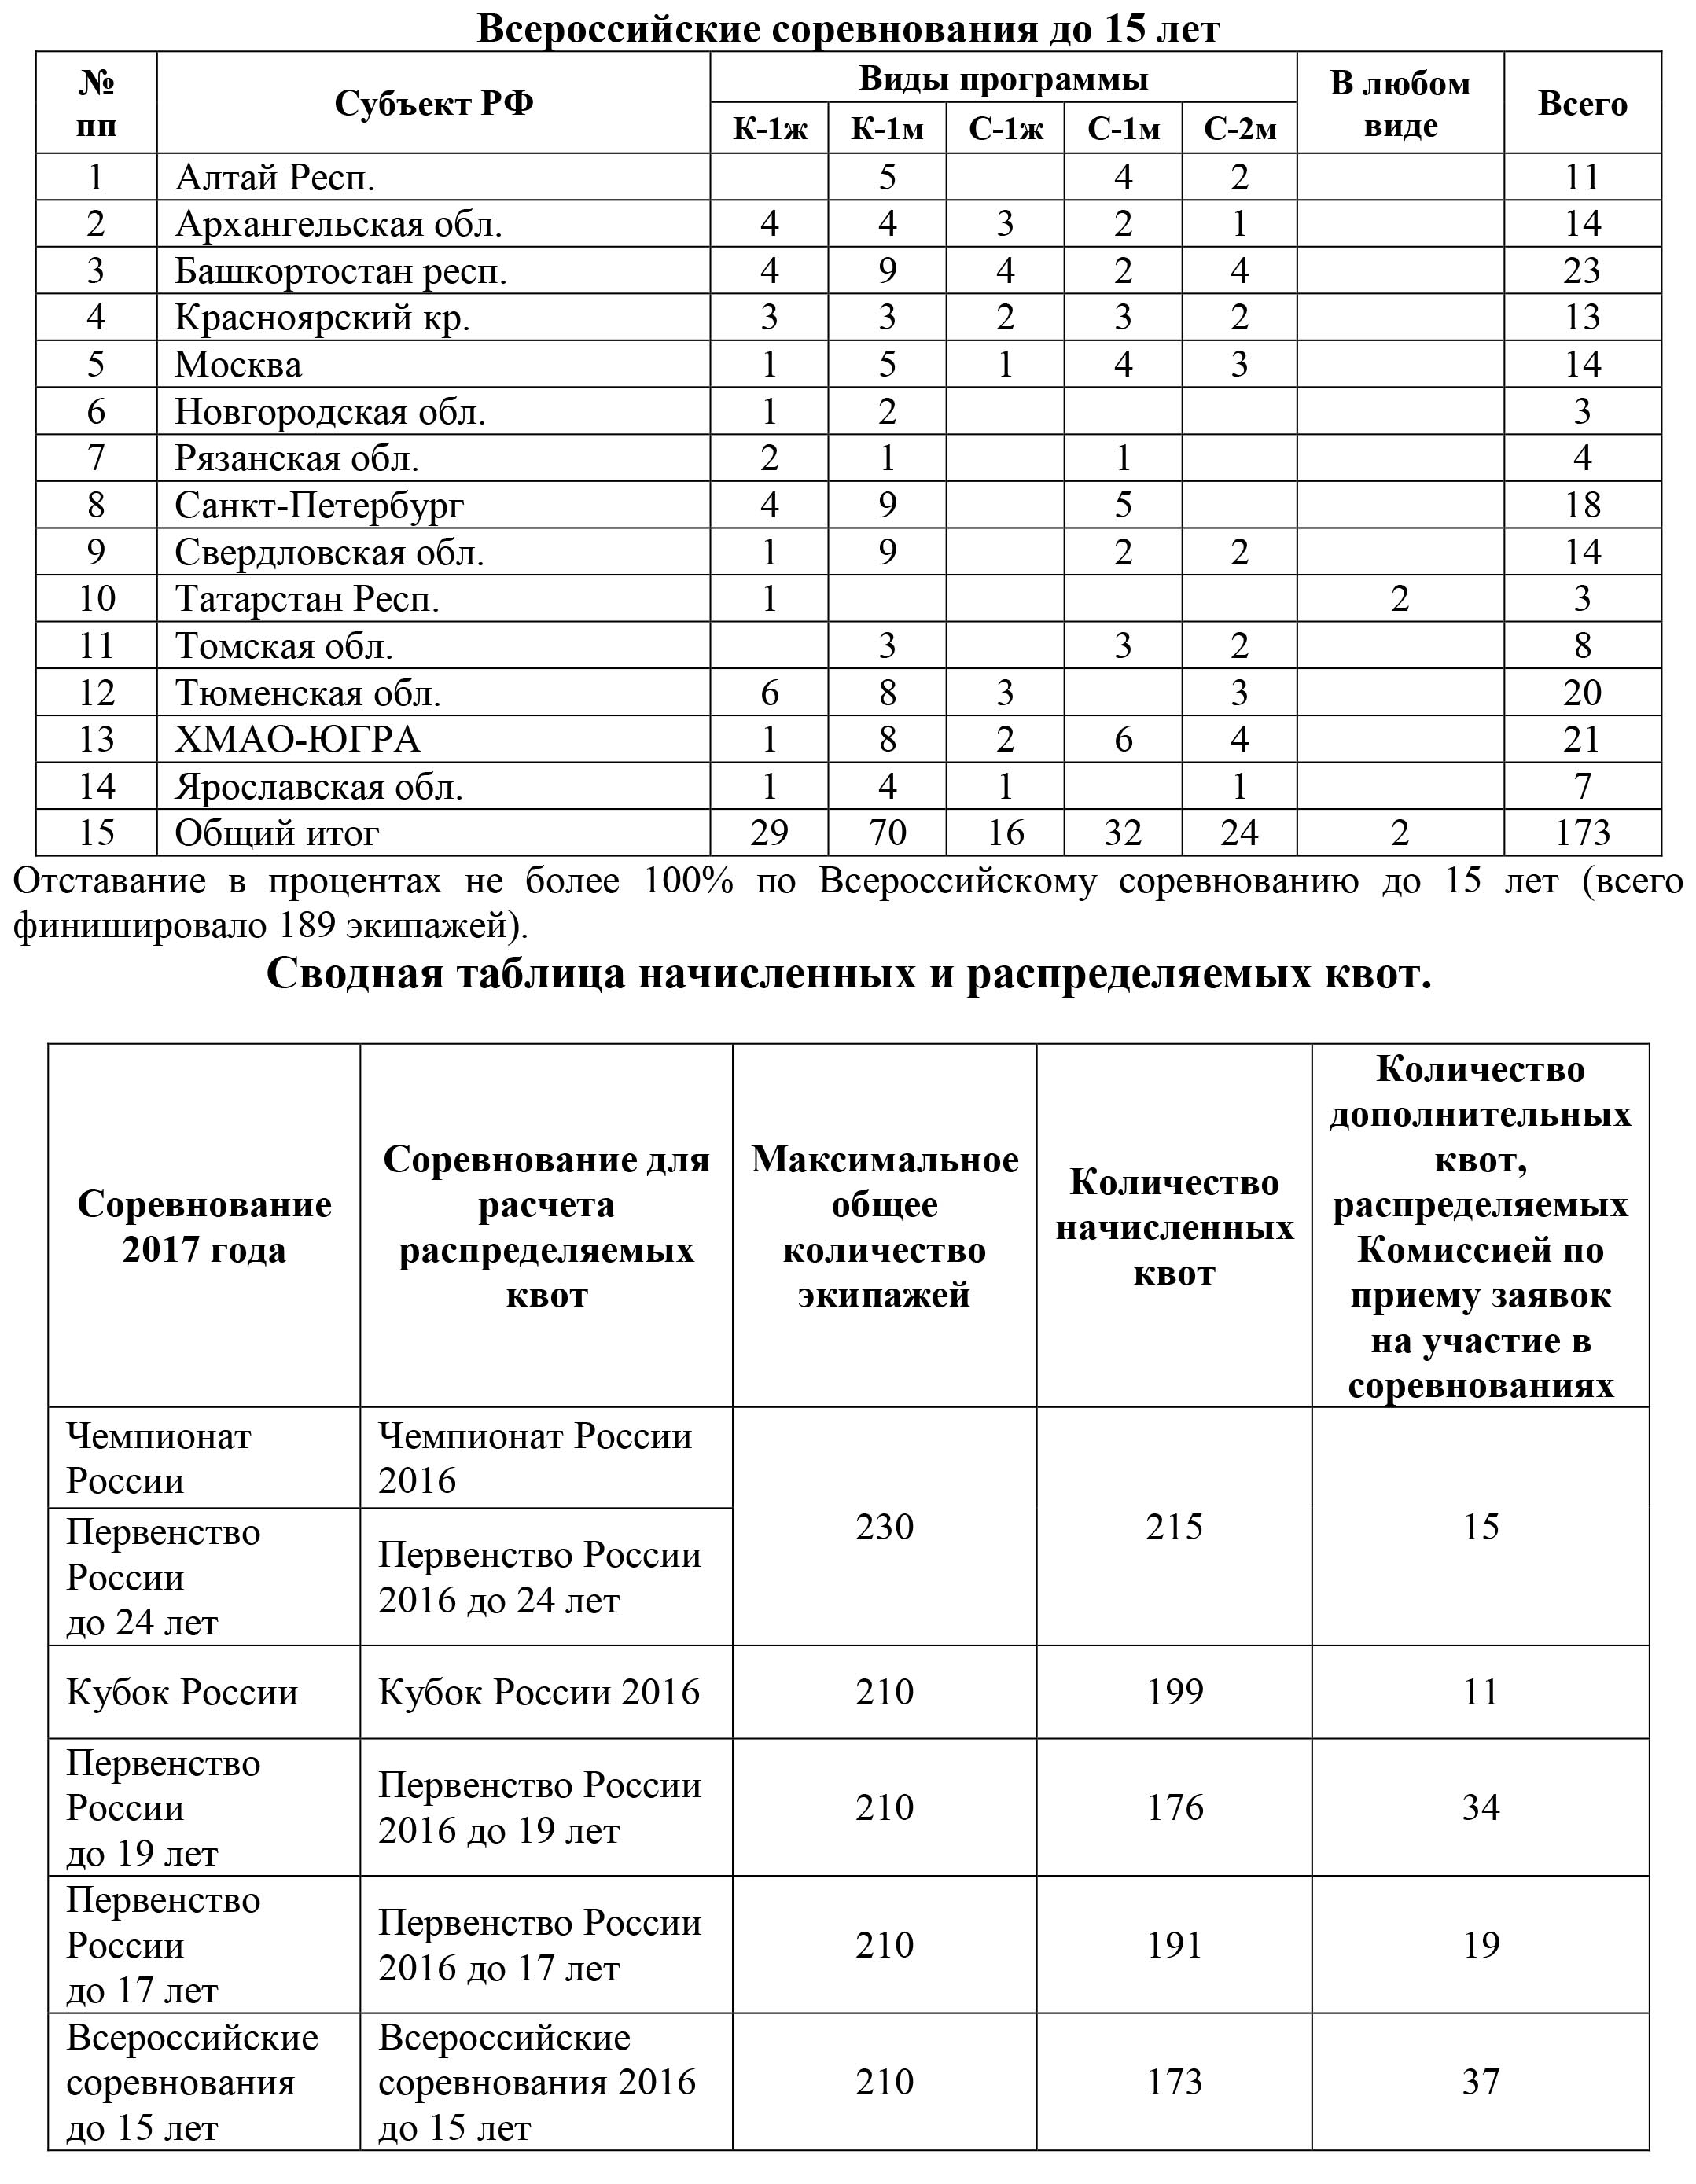 Всероссийские соревнования до 15 лет
№ пп Субъект РФ Виды программы В любом виде Всего
К-1ж К-1м С-1ж С-1м С-2м
1 Алтай Респ. 5 4 2 11
2 Архангельская обл. 4 4 3 2 1 14
3 Башкортостан респ. 4 9 4 2 4 23
4 Красноярский кр. 3 3 2 3 2 13
5 Москва 1 5 1 4 3 14
6 Новгородская обл. 1 2 3
7 Рязанская обл. 2 1 1 4
8 Санкт-Петербург 4 9 5 18
9 Свердловская обл. 1 9 2 2 14
10 Татарстан Респ. 1 2 3
11 Томская обл. 3 3 2 8
12 Тюменская обл. 6 8 3 3 20
13 ХМАО-ЮГРА 1 8 2 6 4 21
14 Ярославская обл. 1 4 1 1 7
15 Общий итог 29 70 16 32 24 2 173
Отставание в процентах не более 100% по Всероссийскому соревнованию до 15 лет (всего
финишировало 189 экипажей).
Сводная таблица начисленных и распределяемых квот.
Соревнование
2017 года
Соревнование для
расчета
распределяемых
квот
Максимальное
общее
количество
экипажей
Количество
начисленных
квот
Количество
дополнительных
квот,
распределяемых
Комиссией по
приему заявок
на участие в
соревнованиях
Чемпионат
России
Чемпионат России
2016
230 215 15
Первенство
России
до 24 лет
Первенство России
2016 до 24 лет
Кубок России Кубок России 2016 210 199 11
Первенство
России
до 19 лет
Первенство России
2016 до 19 лет
210 176 34
Первенство
России
до 17 лет
Первенство России
2016 до 17 лет
210 191 19
Всероссийские
соревнования
до 15 лет
Всероссийские
соревнования 2016
до 15 лет
210 173 37